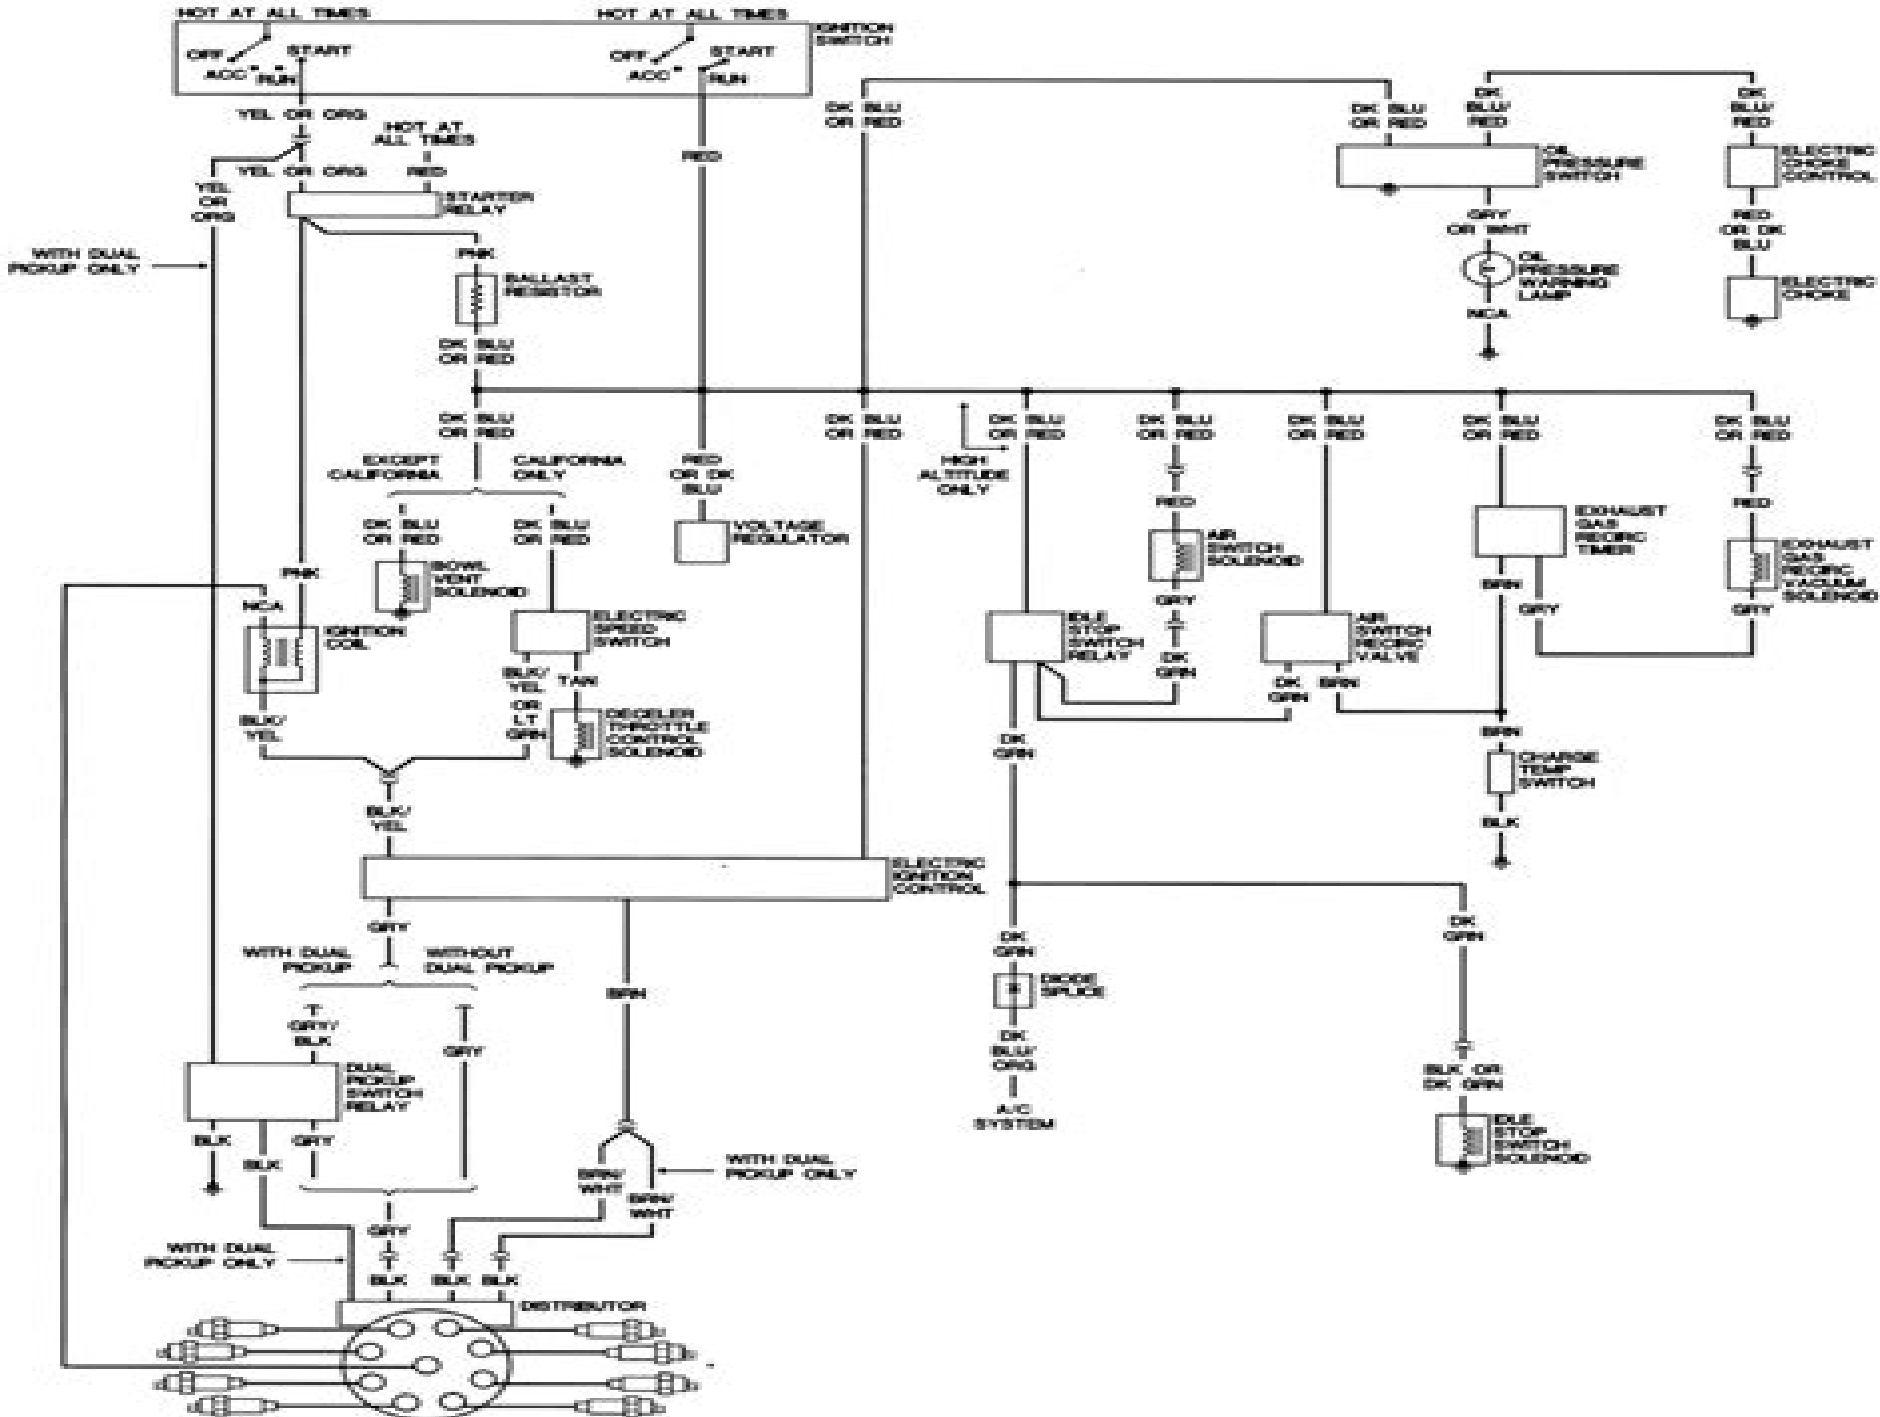 HOT AT ALL TIMES
HOT AT ALL TIMES
OFF
START
ACC
RUN
OFF
START
ACC
RUN
IGNITION
SWITCH
YEL OR ORG
HOT AT
ALL TIMES
YEL OR ORG
RED
YEL
OR
ORG
STARTER
RELAY
RED
DK BLU
OR RED
DK BLU
OR RED
DK
BLU/
RED
DK
BLU/
RED
OIL
PRESSURE
SWITCH
ELECTRIC
CHOKE
CONTROL
GRY
OR WHT
RED
OR DK
BLU
OIL
PRESSURE
WARNING
LAMP
NCA
ELECTRIC
CHOKE
WITH DUAL
PICKUP ONLY
PNK
BALLAST
RESISTOR
DK BLU
OR RED
DK BLU
OR RED
EXCEPT
CALIFORNIA
CALIFORNIA
ONLY
RED
OR DK
BLU
DK BLU
OR RED
HIGH
ALTITUDE
ONLY
DK BLU
OR RED
DK BLU
OR RED
DK BLU
OR RED
DK BLU
OR RED
DK BLU
OR RED
DK BLU
OR RED
DK BLU
OR RED
VOLTAGE
REGULATOR
RED
AIR
SWITCH
SOLENOID
GRY
DK
GRN
EXHAUST
GAS
RECIRC
TIMER
RED
EXHAUST
GAS
RECIRC
VACUUM
SOLENOID
BRN
GRY
GRY
PNK
NCA
IGNITION
COIL
BOWL
VENT
SOLENOID
ELECTRIC
SPEED
SWITCH
IDLE
STOP
SWITCH
RELAY
AIR
SWITCH
RECIRC
VALVE
DK
GRN
BRN
BLK/
YEL
BLK/
YEL
OR
LT
GRN
TAN
DECELER
THROTTLE
CONTROL
SOLENOID
DK
GRN
BRN
CHARGE
TEMP
SWITCH
BLK
BLK/
YEL
ELECTRIC
IGNITION
CONTROL
GRY
WITH DUAL
PICKUP
WITHOUT
DUAL PICKUP
BRN
DK
GRN
DK
GRN
DIODE
SPLICE
DK
BLU/
ORG
A/C
SYSTEM
GRY/
BLK
GRY
DUAL
PICKUP
SWITCH
RELAY
BLK OR
DK GRN
IDLE
STOP
SWITCH
SOLENOID
BLK
BLK
GRY
BRN/
WHT
BRN/
WHT
WITH DUAL
PICKUP ONLY
GRY
WITH DUAL
PICKUP ONLY
BLK
BLK
BLK
DISTRIBUTOR